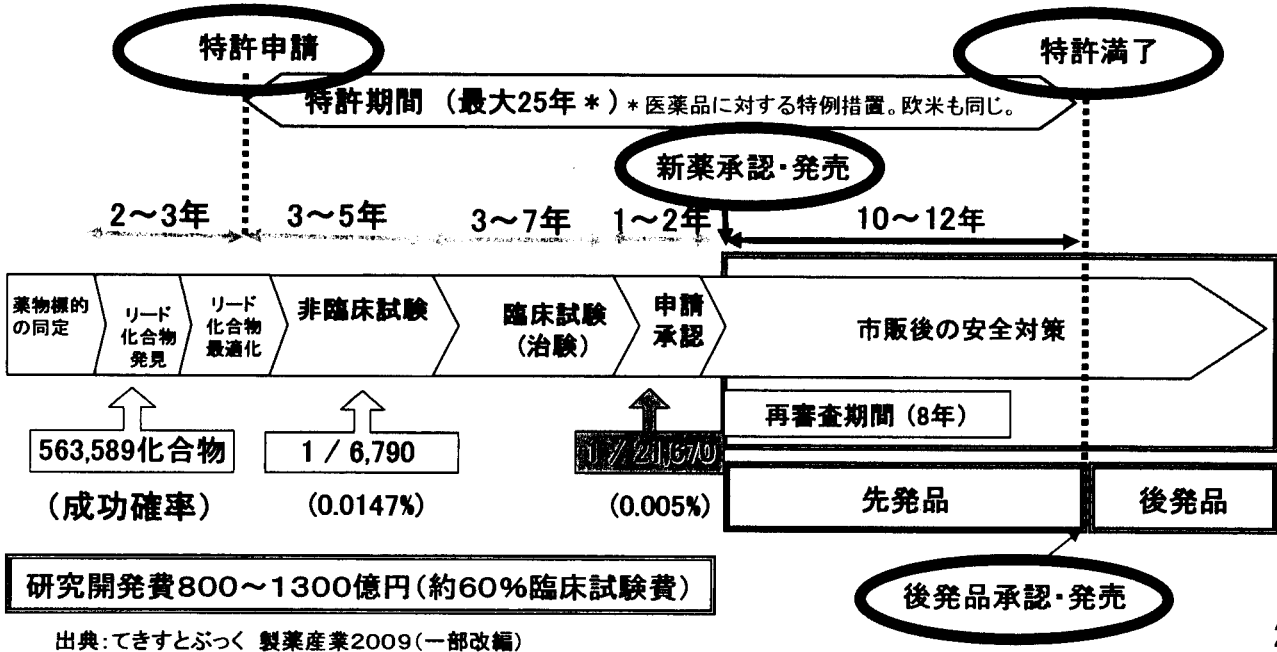 特許申請
特許満了
特許期間 (最大25年*) *医薬品に対する特例措置。欧米も同じ。
新薬承認・発売
2～3年
3～5年
3～7年
1～2年
10～12年
薬物標的
の同定
リード
化合物
発見
リード
化合物
最適化
非臨床試験
臨床試験
(治験)
申請
承認
市販後の安全対策
再審査期間 (8年)
563,589化合物
1 / 6,790
1 / 21,670
(成功確率)
(0.0147%)
(0.005%)
先発品
後発品
研究開発費800～1300億円(約60%臨床試験費)
後発品承認・発売
出典:てきすとぶっく 製薬産業2009(一部改編)